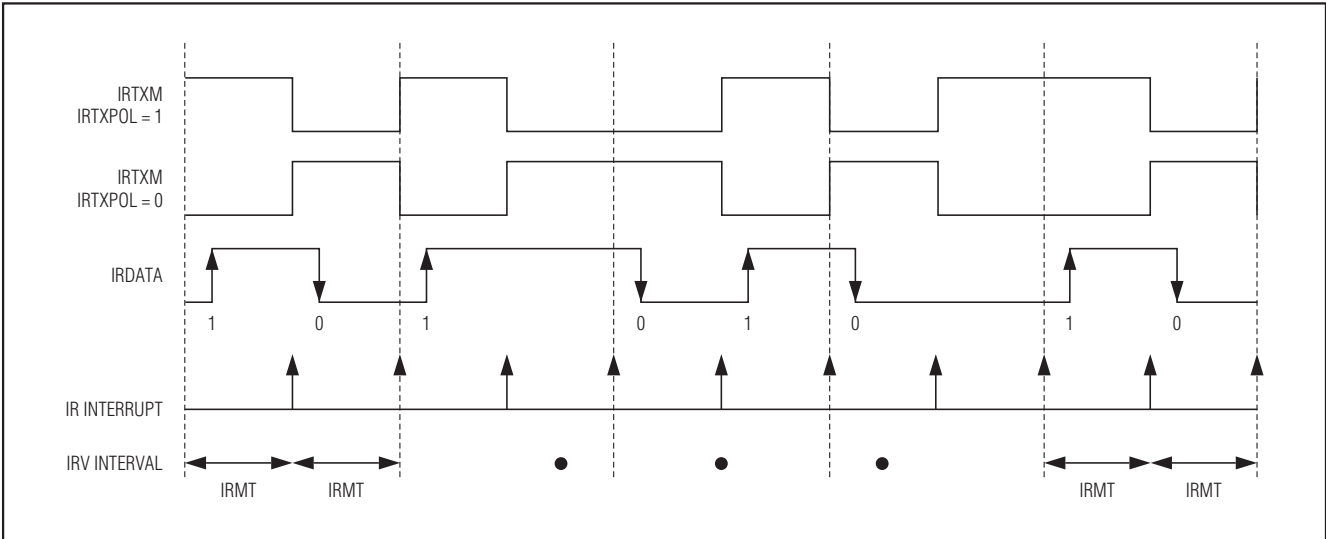 IRTXM
IRTXPOL = 1
IRTXM
IRTXPOL = 0
IRDATA
1 0 1 0 1 0 1 0
IR INTERRUPT
IRV INTERVAL
IRMT IRMT IRMT IRMT